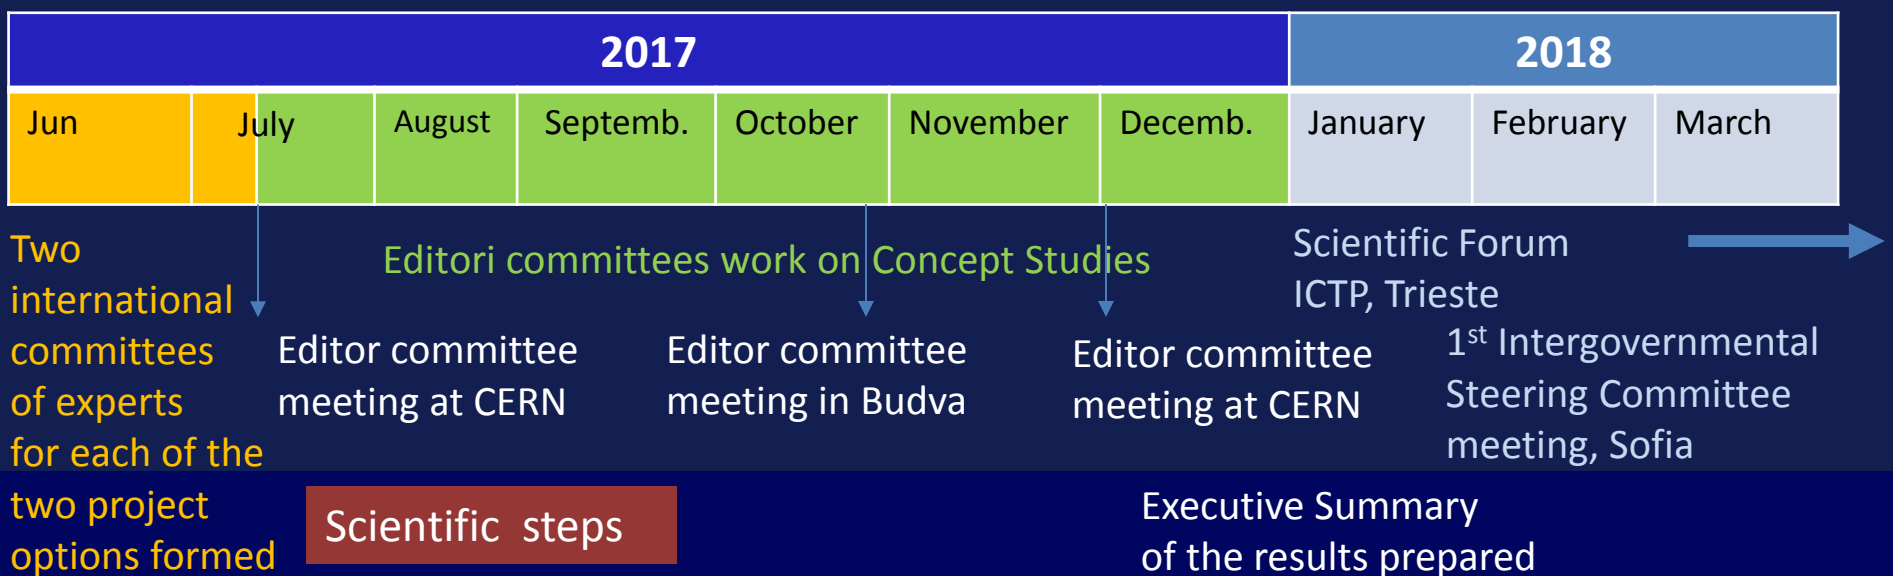 2017
2018
Jun
July
August
Septemb.
October
November
Decemb.
January
February
March
Two
international
committees
of experts
for each of the
two project
options formed
Editori committees work on Concept Studies
Editor committee
meeting at CERN
Editor committee
meeting in Budva
Editor committee
meeting at CERN
Scientific Forum
ICTP, Trieste
1st Intergovernmental
Steering Committee
meeting, Sofia
Scientific steps
Executive Summary
of the results prepared